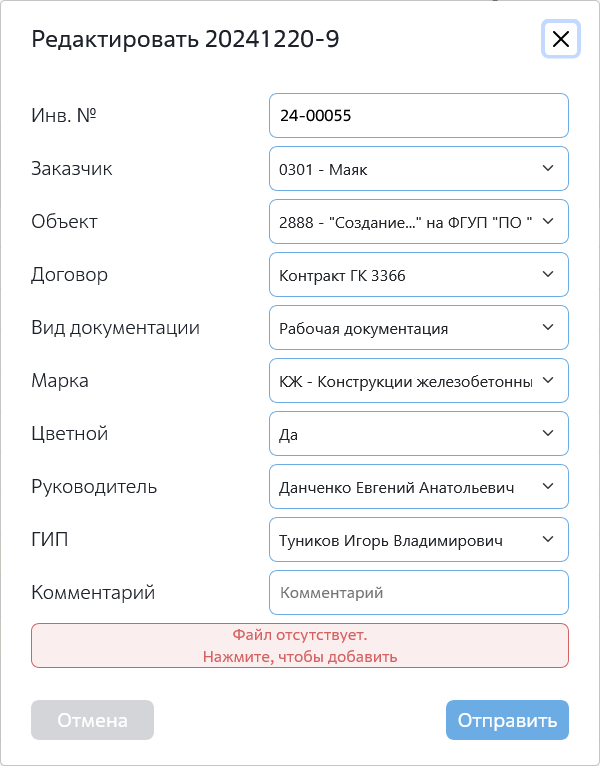 Редактировать 20241220-9
Инв. № 24-00055
Заказчик 0301 - Маяк
Объект 2888 - "Создание..." на ФГУП "ПО "
Договор Контракт ГК 3366
Вид документации Рабочая документация
Марка КЖ - Конструкции железобетонны
Цветной Да
Руководитель Данченко Евгений Анатольевич
ГИП Туников Игорь Владимирович
Комментарий Комментарий
Файл отсутствует.
Нажмите, чтобы добавить
Отмена Отправить